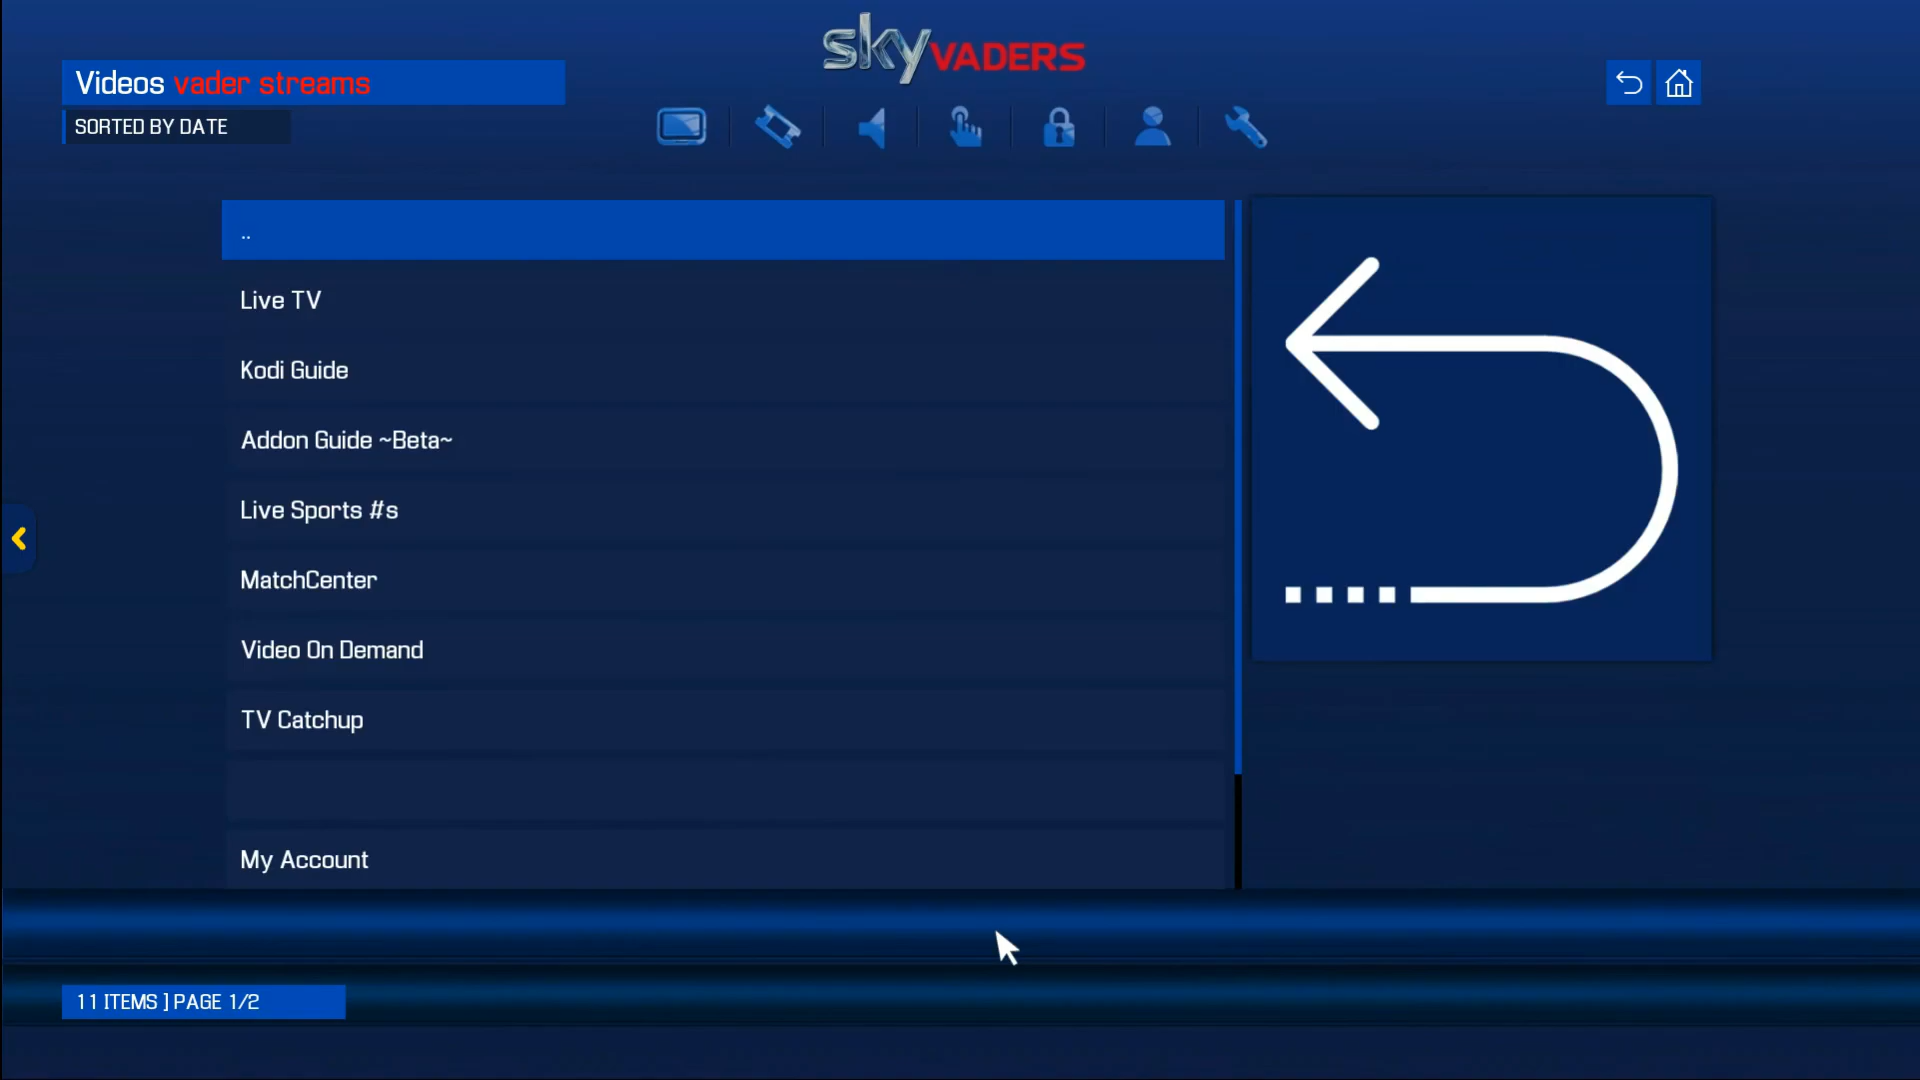 sky VADERS
Videos vader streams
SORTED BY DATE
..
Live TV
Kodi Guide
Addon Guide ~Beta~
Live Sports #s
MatchCenter
Video On Demand
TV Catchup
My Account
11 ITEMS ] PAGE 1/2